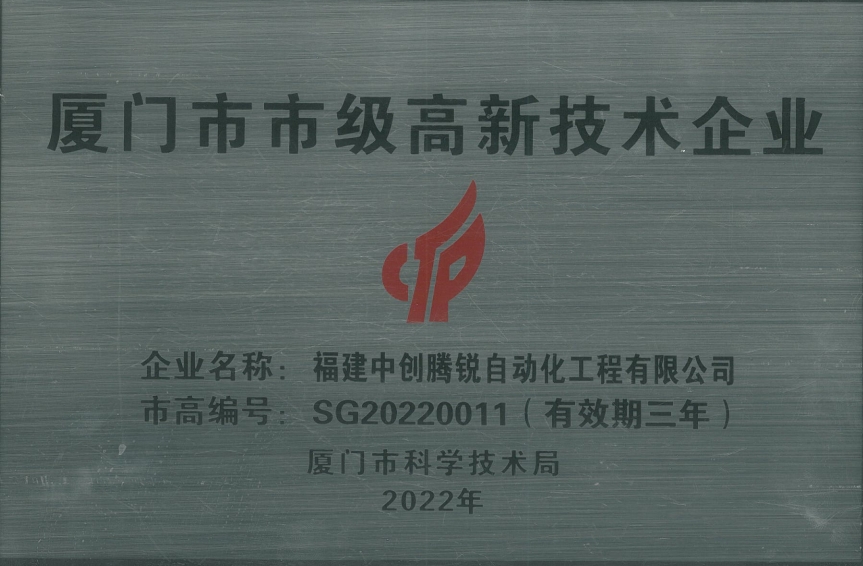 厦门市市级高新技术企业
企业名称：福建中创腾锐自动化工程有限公司
市高编号：SG20220011（有效期三年）
厦门市科学技术局
2022年